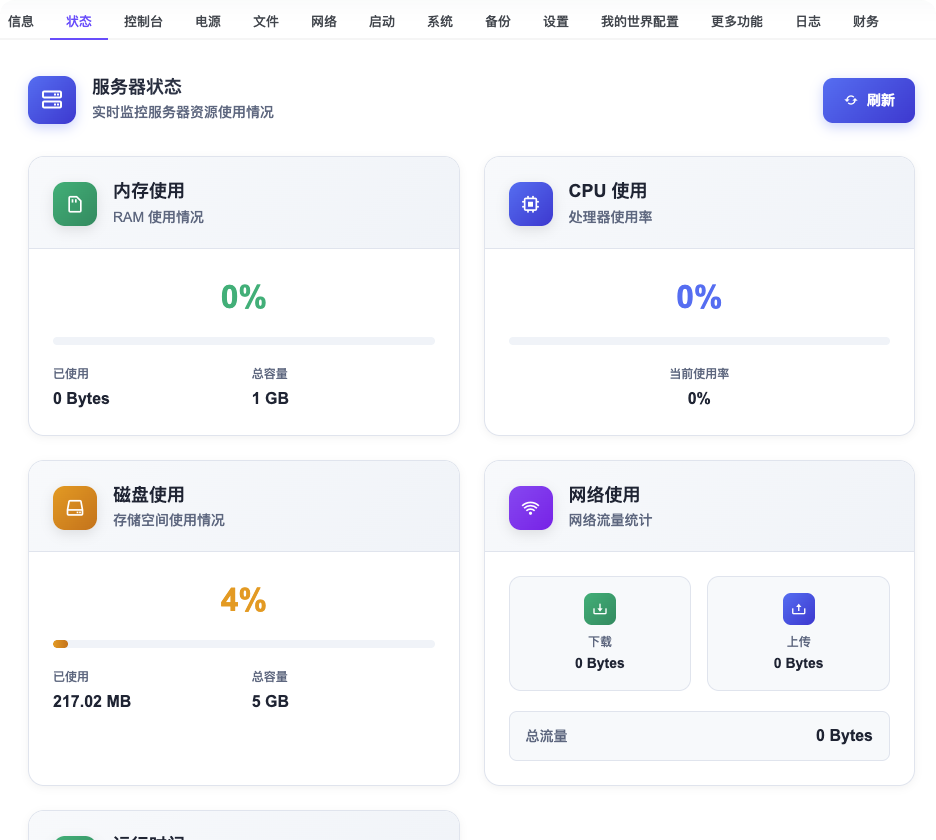 信息 状态 控制台 电源 文件 网络 启动 系统 备份 设置 我的世界配置 更多功能 日志 财务
服务器状态
实时监控服务器资源使用情况
刷新
内存使用
RAM 使用情况
0%
已使用 总容量
0 Bytes 1 GB
CPU 使用
处理器使用率
0%
当前使用率
0%
磁盘使用
存储空间使用情况
4%
已使用 总容量
217.02 MB 5 GB
网络使用
网络流量统计
下载
0 Bytes
上传
0 Bytes
总流量 0 Bytes
运行时间